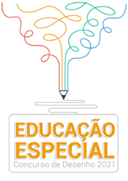 EDUCAÇÃO
ESPECIAL
Concurso de Desenho 2021